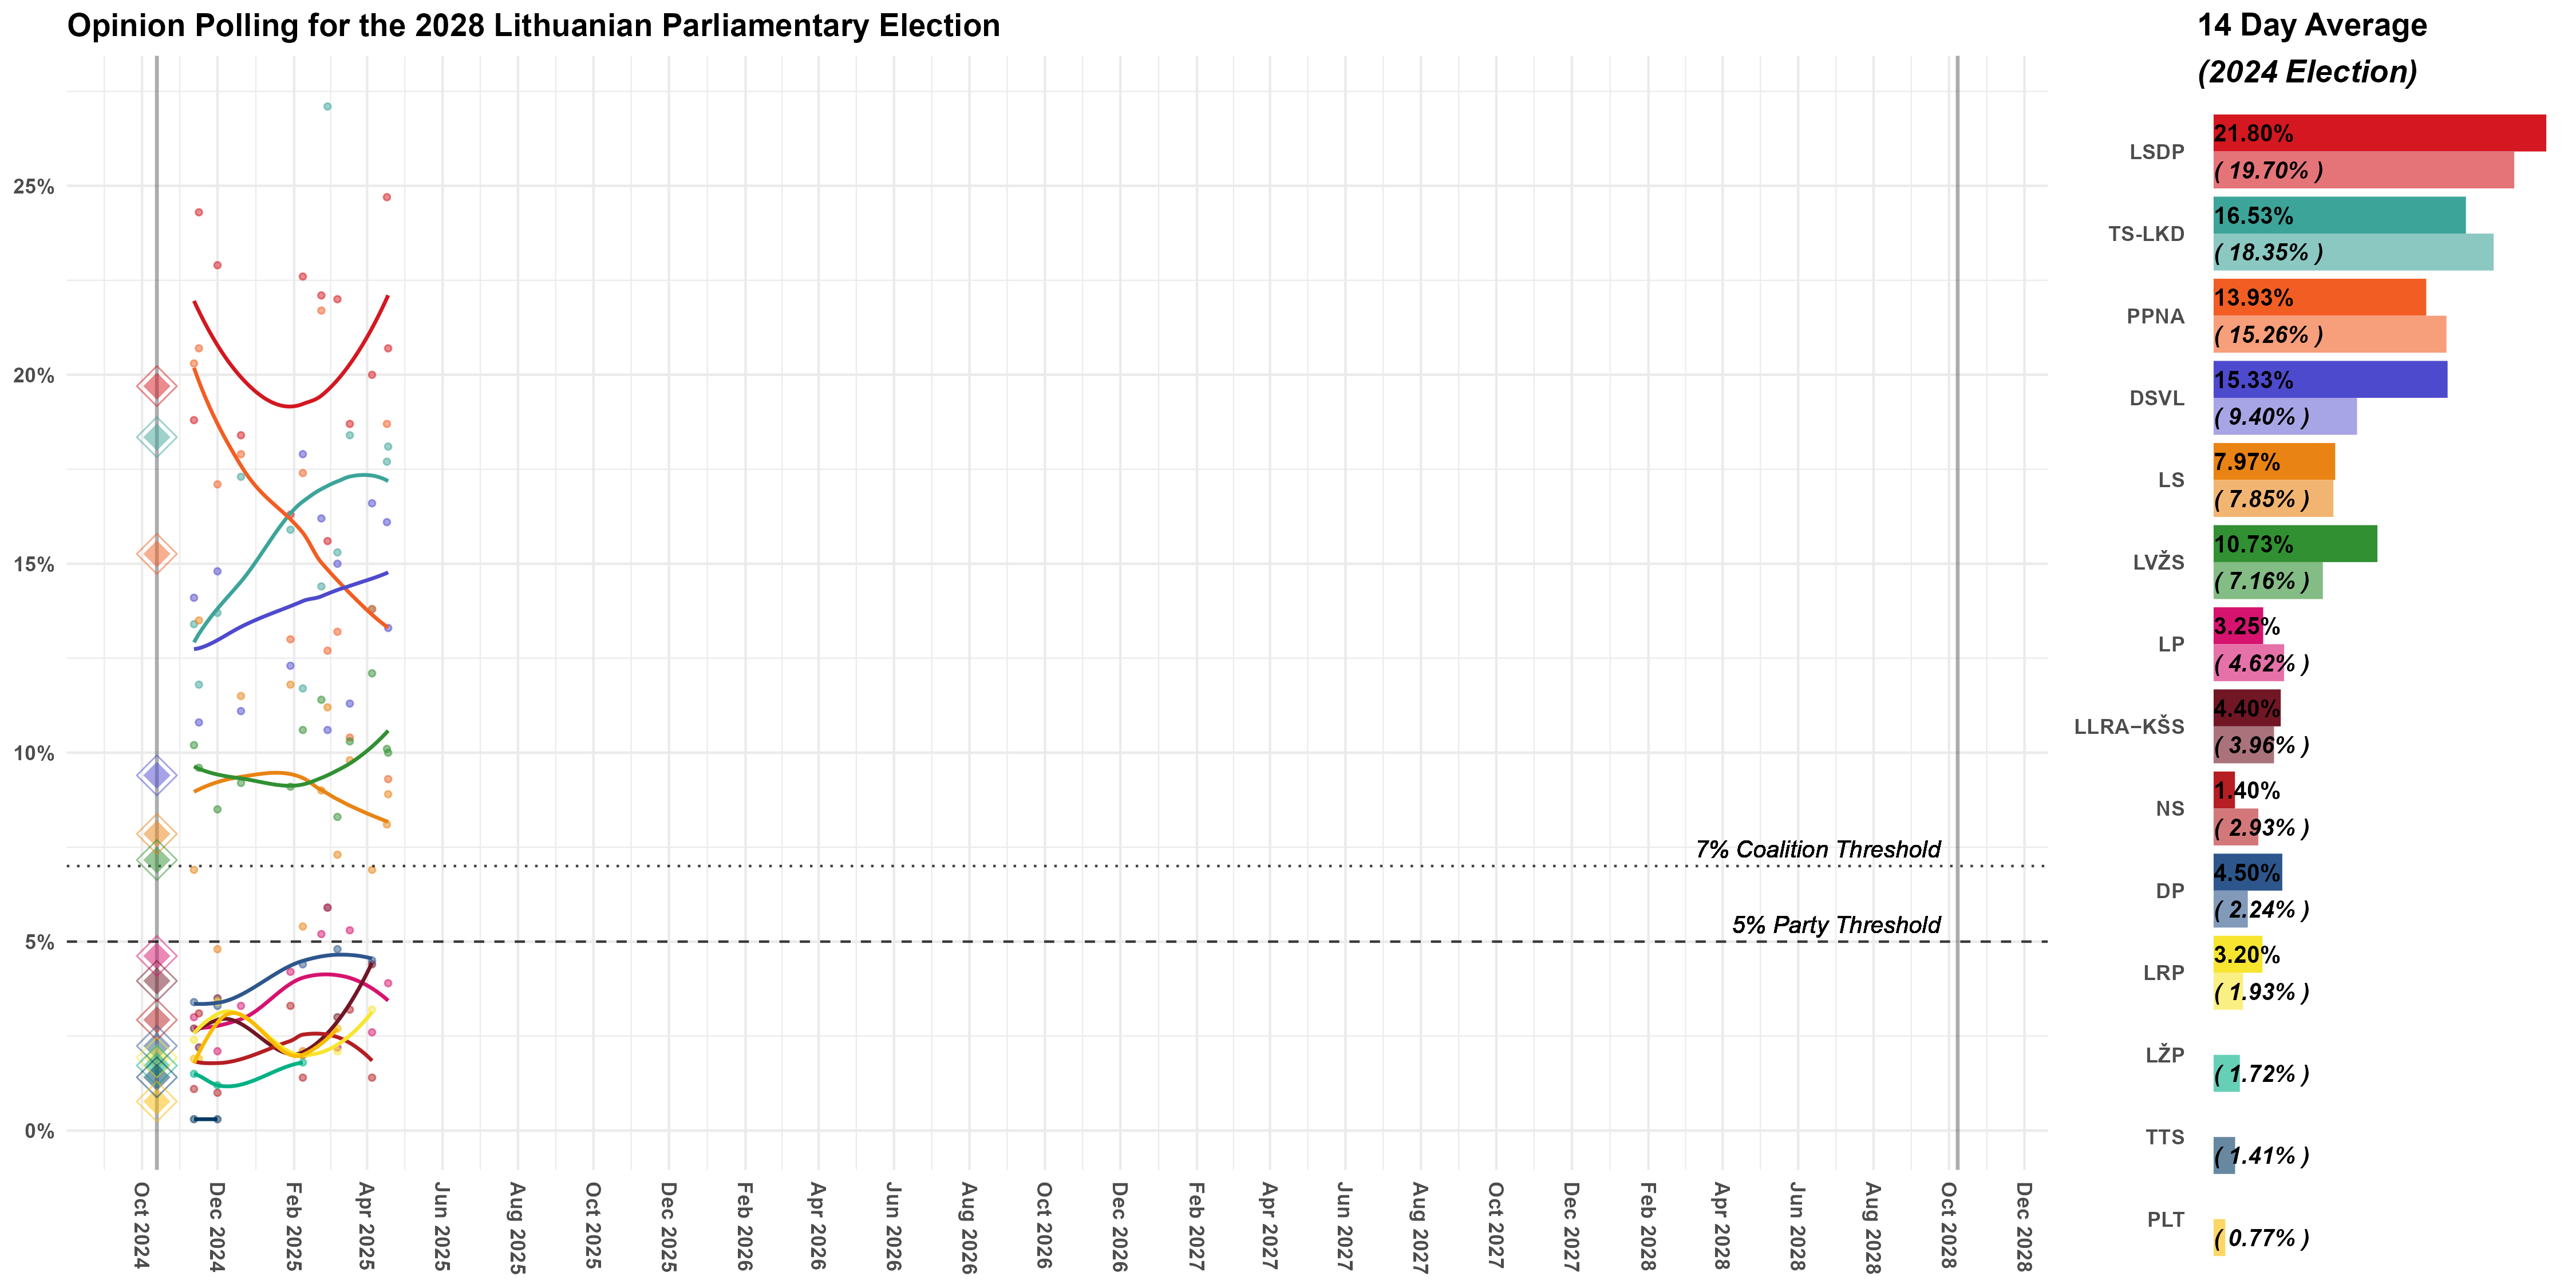 Opinion Polling for the 2028 Lithuanian Parliamentary Election
25%
20%
15%
10%
5%
0%
7% Coalition Threshold
5% Party Threshold
Oct 2024
Dec 2024
Feb 2025
Apr 2025
Jun 2025
Aug 2025
Oct 2025
Dec 2025
Feb 2026
Apr 2026
Jun 2026
Aug 2026
Oct 2026
Dec 2026
Feb 2027
Apr 2027
Jun 2027
Aug 2027
Oct 2027
Dec 2027
Feb 2028
Apr 2028
Jun 2028
Aug 2028
Oct 2028
Dec 2028
14 Day Average
(2024 Election)
LSDP
21.80%
( 19.70% )
TS-LKD
16.53%
( 18.35% )
PPNA
13.93%
( 15.26% )
DSVL
15.33%
( 9.40% )
LS
7.97%
( 7.85% )
LVŽS
10.73%
( 7.16% )
LP
3.25%
( 4.62% )
LLRA–KŠS
4.40%
( 3.96% )
NS
1.40%
( 2.93% )
DP
4.50%
( 2.24% )
LRP
3.20%
( 1.93% )
LŽP
( 1.72% )
TTS
( 1.41% )
PLT
( 0.77% )